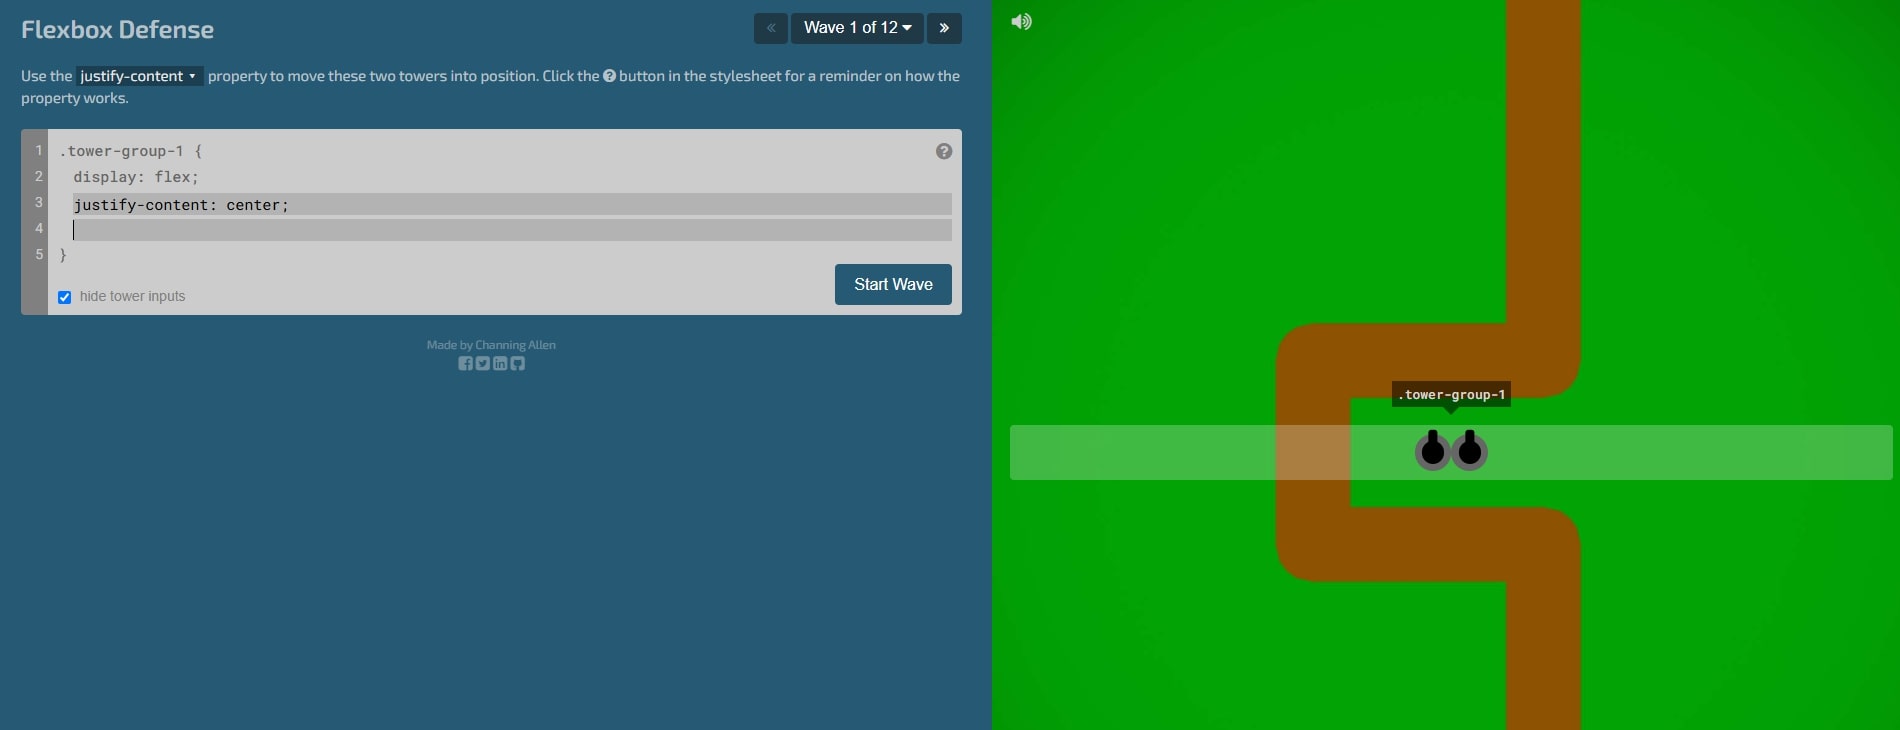 Flexbox Defense
«
Wave 1 of 12
»
Use the justify-content property to move these two towers into position. Click the ? button in the stylesheet for a reminder on how the
property works.
1 .tower-group-1 {
?
2 display: flex;
3 justify-content: center;
4
5 }
hide tower inputs
Start Wave
Made by Channing Allen
.tower-group-1